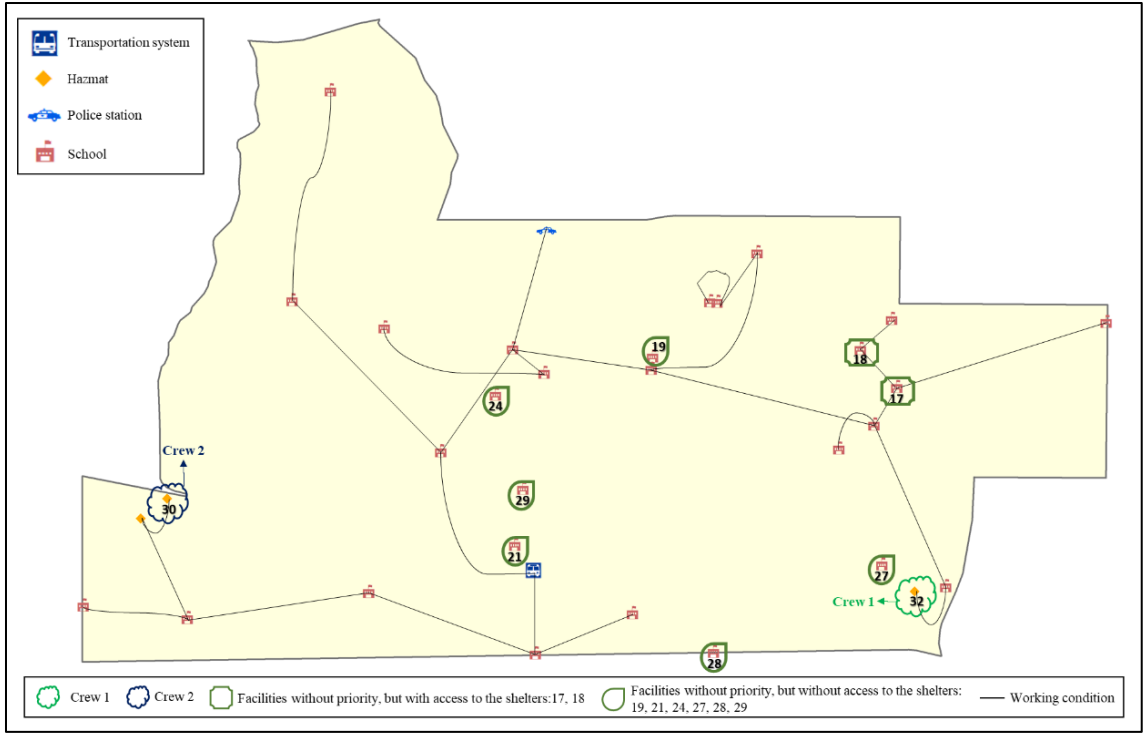 Transportation system
Hazmat
Police station
School
19
18
17
24
Crew 2
30
29
21
27
Crew 1
32
28
Crew 1
Crew 2
Facilities without priority, but with access to the shelters:17, 18
Facilities without priority, but without access to the shelters:
19, 21, 24, 27, 28, 29
Working condition